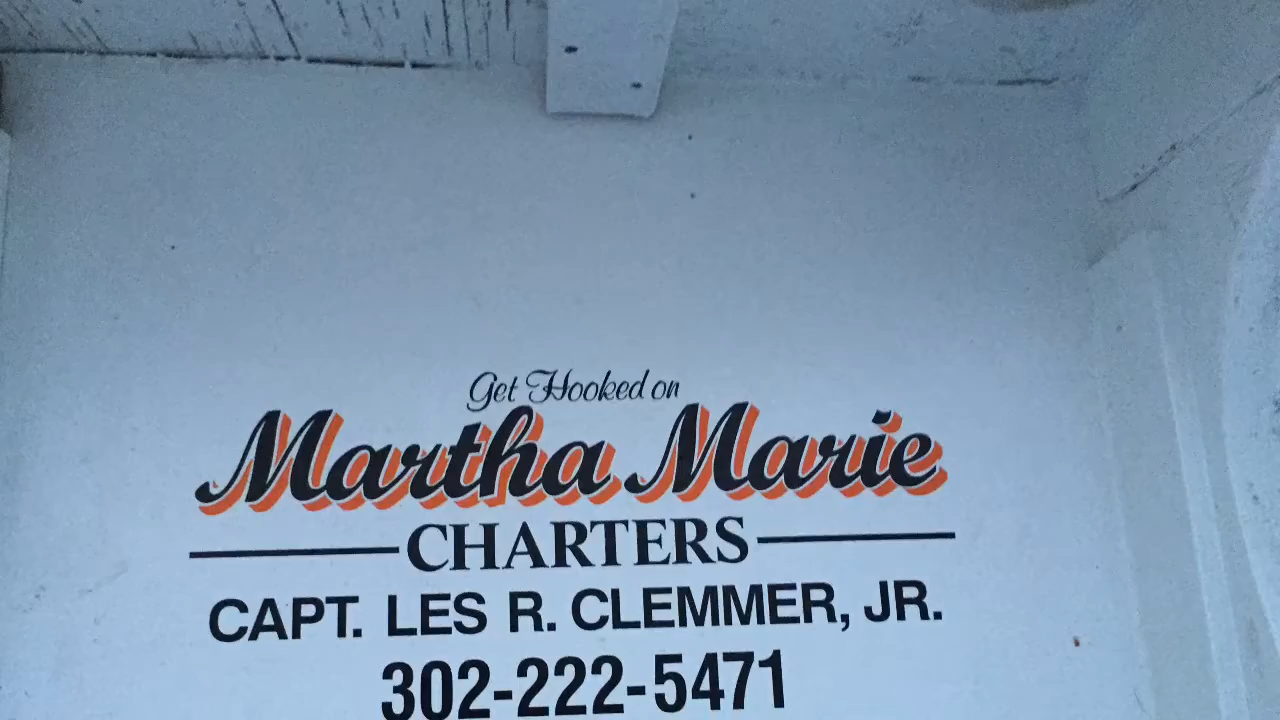 Get Hooked on
Martha Marie
CHARTERS
CAPT. LES R. CLEMMER, JR.
302-222-5471